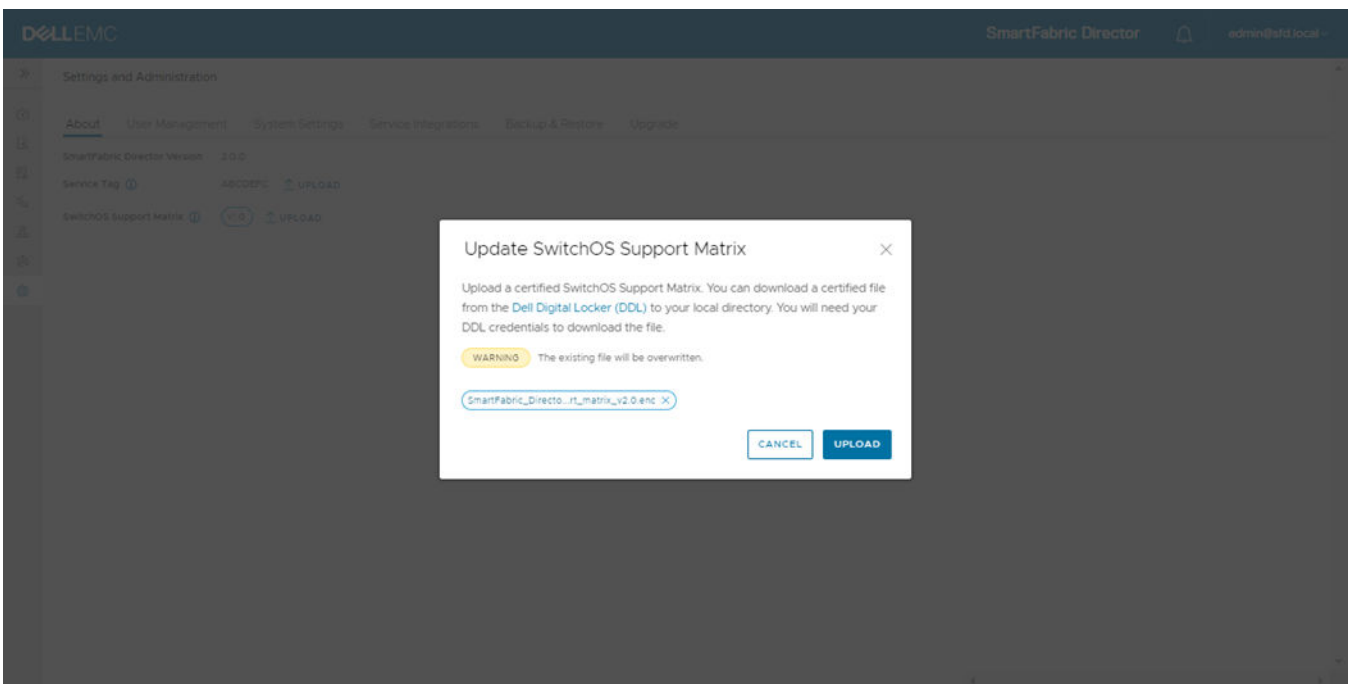 DELLEMC
SmartFabric Director
admin@sfd.local
Settings and Administration
About User Management System Settings Service Integrations Backup & Restore Upgrade
SmartFabric Director Version 2.0.0
Service Tag UPLOAD
SwitchOS Support Matrix UPLOAD
Update SwitchOS Support Matrix
Upload a certified SwitchOS Support Matrix. You can download a certified file
from the Dell Digital Locker (DDL) to your local directory. You will need your
DDL credentials to download the file.
WARNING The existing file will be overwritten.
SmartFabric_Directo...rt_matrix_v2.0.enc
CANCEL UPLOAD